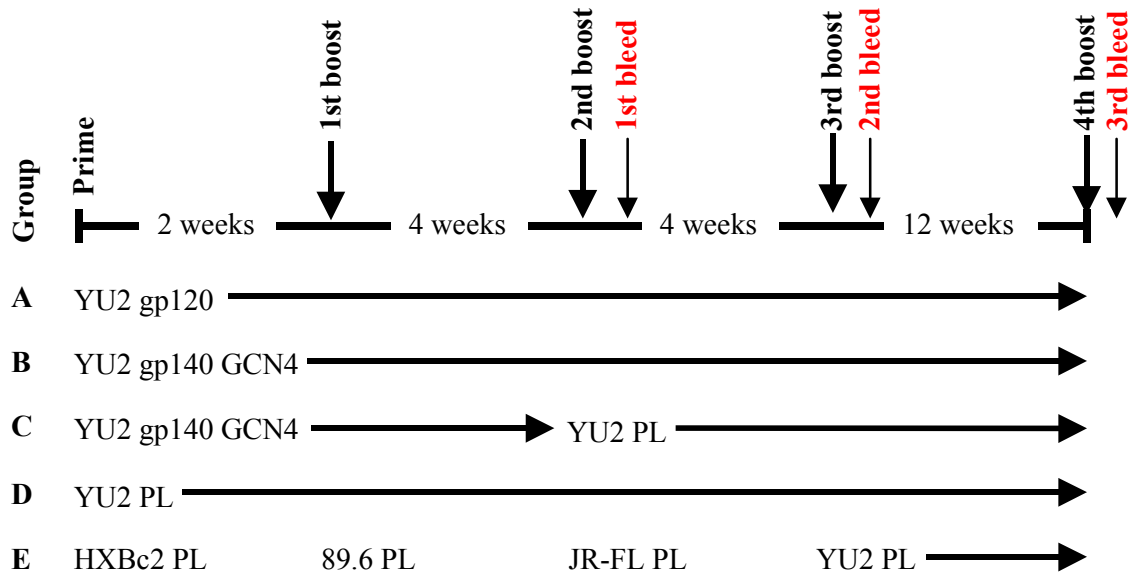 Group
Prime
1st boost
2nd boost
1st bleed
3rd boost
2nd bleed
4th boost
3rd bleed
2 weeks 4 weeks 4 weeks 12 weeks
A YU2 gp120
B YU2 gp140 GCN4
C YU2 gp140 GCN4 YU2 PL
D YU2 PL
E HXBc2 PL 89.6 PL JR-FL PL YU2 PL